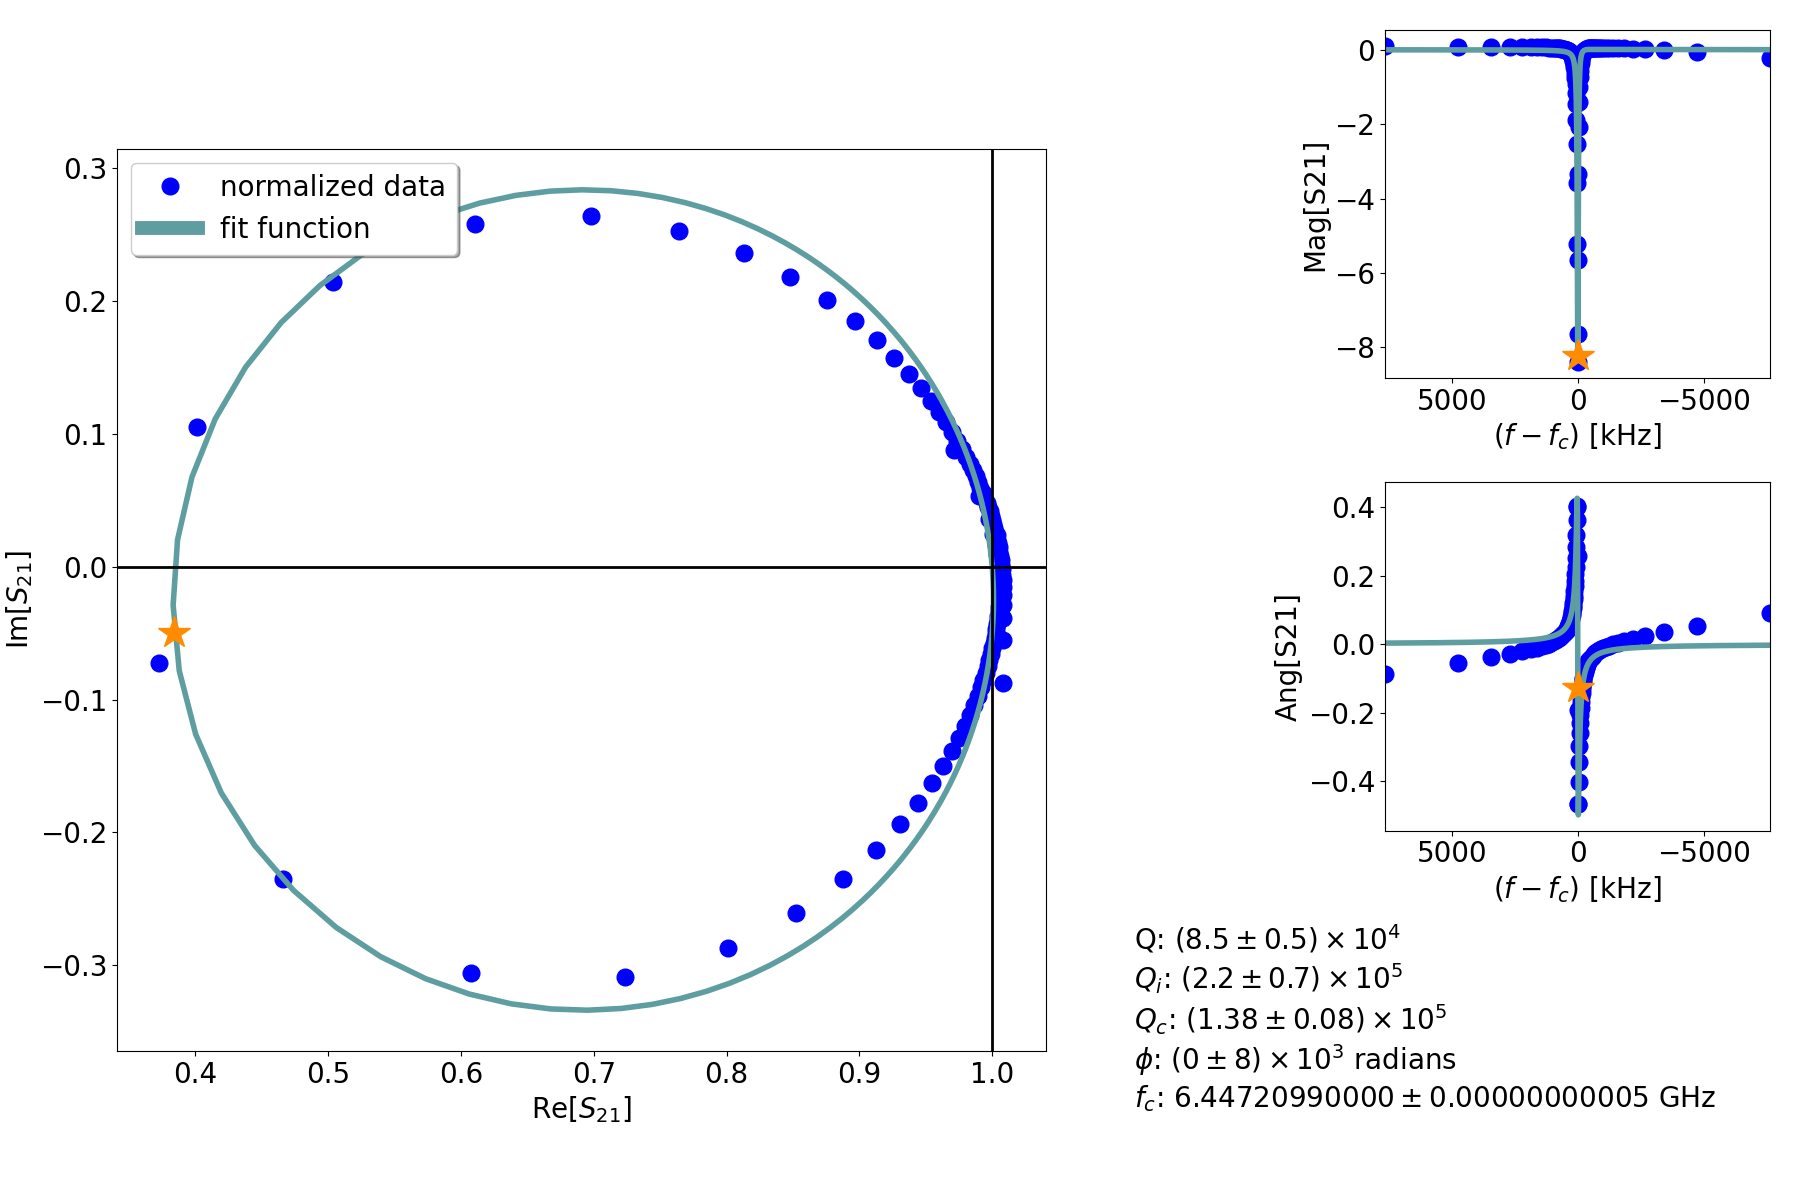 normalized data
fit function
0.3
0.2
0.1
0.0
−0.1
−0.2
−0.3
Im[S21]
0.4 0.5 0.6 0.7 0.8 0.9 1.0
Re[S21]
0
−2
−4
−6
−8
Mag[S21]
5000 0 −5000
(f − fc) [kHz]
0.4
0.2
0.0
−0.2
−0.4
Ang[S21]
5000 0 −5000
(f − fc) [kHz]
Q: (8.5 ± 0.5) × 10^4
Qi: (2.2 ± 0.7) × 10^5
Qc: (1.38 ± 0.08) × 10^5
ϕ: (0 ± 8) × 10^3 radians
fc: 6.44720990000 ± 0.00000000005 GHz